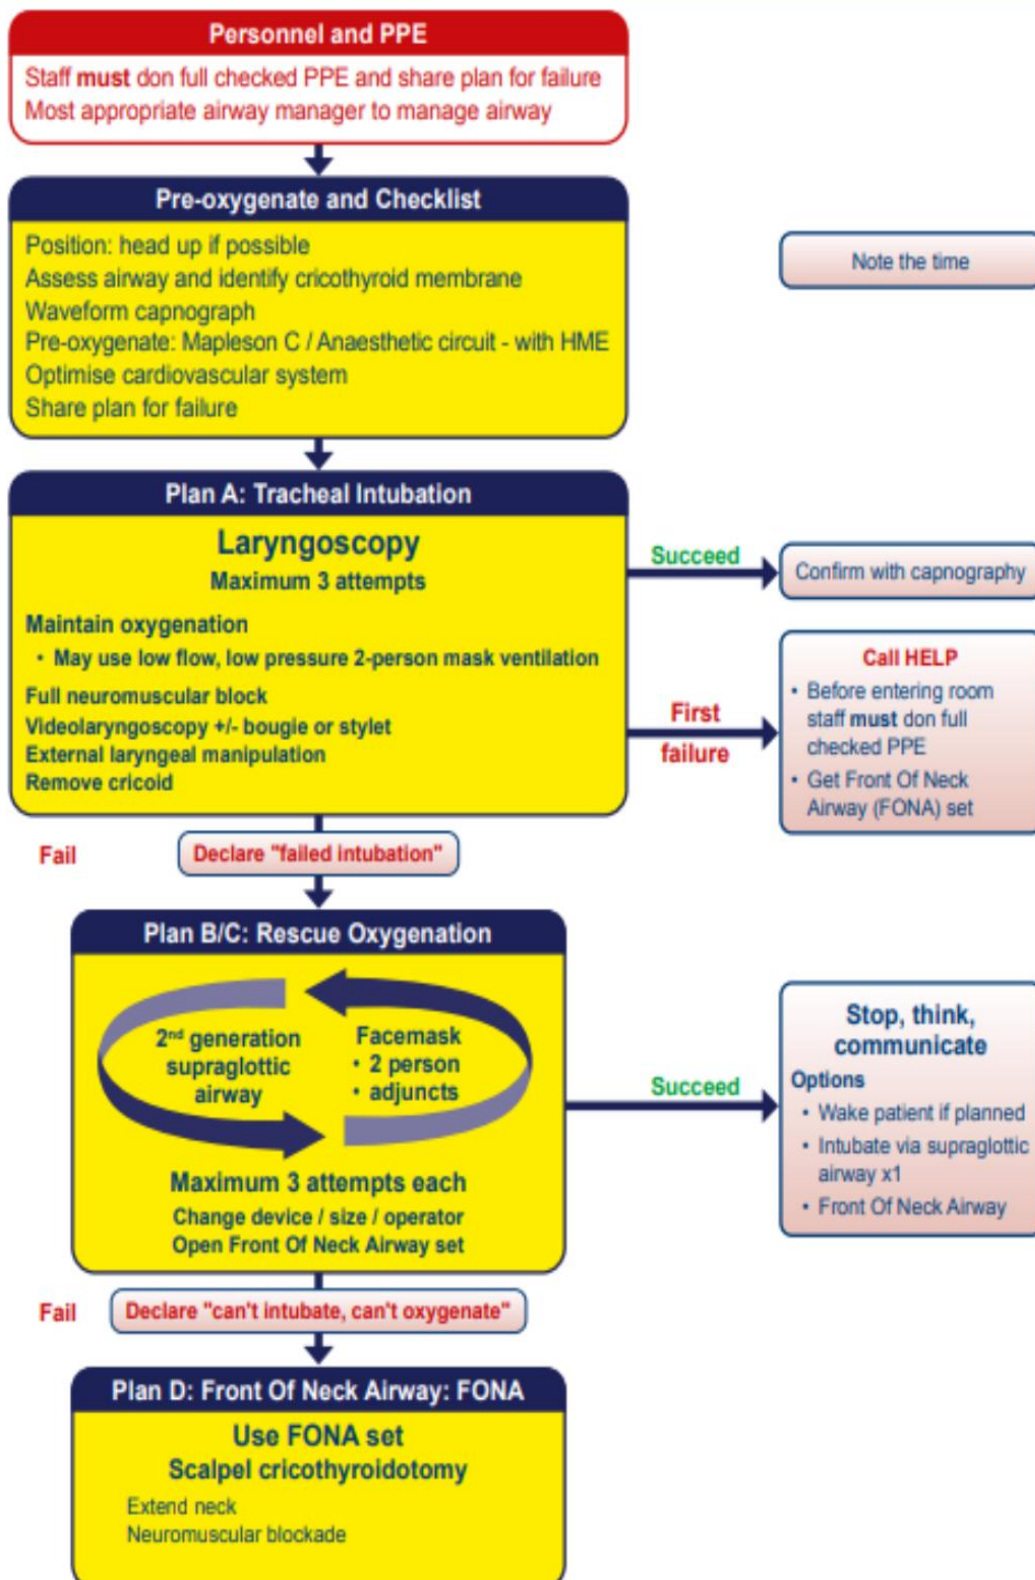 Personnel and PPE
Staff must don full checked PPE and share plan for failure
Most appropriate airway manager to manage airway
Pre-oxygenate and Checklist
Position: head up if possible
Assess airway and identify cricothyroid membrane
Waveform capnograph
Pre-oxygenate: Mapleson C / Anaesthetic circuit - with HME
Optimise cardiovascular system
Share plan for failure
Note the time
Plan A: Tracheal Intubation
Laryngoscopy
Maximum 3 attempts
Maintain oxygenation
• May use low flow, low pressure 2-person mask ventilation
Full neuromuscular block
Videolaryngoscopy +/- bougie or stylet
External laryngeal manipulation
Remove cricoid
Succeed
Confirm with capnography
First
failure
Call HELP
• Before entering room
staff must don full
checked PPE
• Get Front Of Neck
Airway (FONA) set
Fail
Declare "failed intubation"
Plan B/C: Rescue Oxygenation
2nd generation
supraglottic
airway
Facemask
• 2 person
• adjuncts
Maximum 3 attempts each
Change device / size / operator
Open Front Of Neck Airway set
Succeed
Stop, think,
communicate
Options
• Wake patient if planned
• Intubate via supraglottic
airway x1
• Front Of Neck Airway
Fail
Declare "can't intubate, can't oxygenate"
Plan D: Front Of Neck Airway: FONA
Use FONA set
Scalpel cricothyroidotomy
Extend neck
Neuromuscular blockade